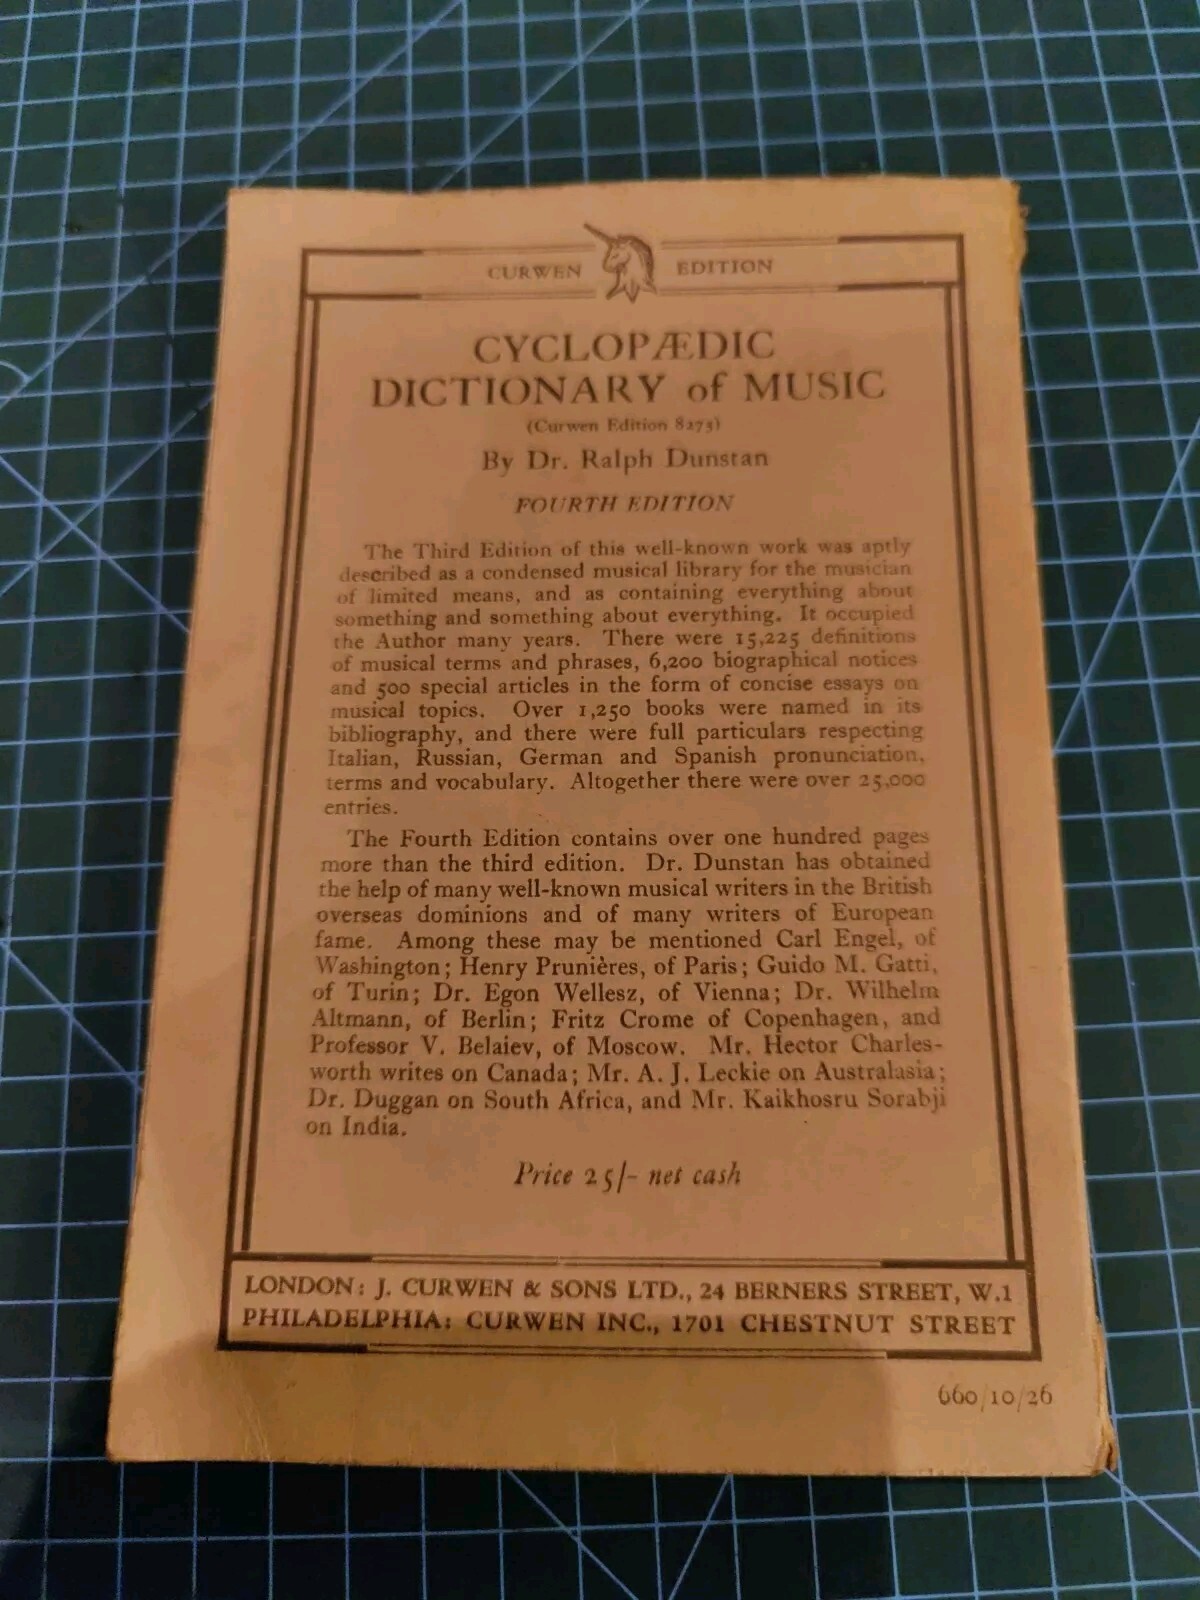 CURWEN EDITION
CYCLOPÆDIC
DICTIONARY of MUSIC
(Curwen Edition 8273)
By Dr. Ralph Dunstan
FOURTH EDITION
The Third Edition of this well-known work was aptly
described as a condensed musical library for the musician
of limited means, and as containing everything about
something and something about everything. It occupied
the Author many years. There were 15,225 definitions
of musical terms and phrases, 6,200 biographical notices
and 500 special articles in the form of concise essays on
musical topics. Over 1,250 books were named in its
bibliography, and there were full particulars respecting
Italian, Russian, German and Spanish pronunciation,
terms and vocabulary. Altogether there were over 25,000
entries.
The Fourth Edition contains over one hundred pages
more than the third edition. Dr. Dunstan has obtained
the help of many well-known musical writers in the British
overseas dominions and of many writers of European
fame. Among these may be mentioned Carl Engel, of
Washington; Henry Prunières, of Paris; Guido M. Gatti,
of Turin; Dr. Egon Wellesz, of Vienna; Dr. Wilhelm
Altmann, of Berlin; Fritz Crome of Copenhagen, and
Professor V. Belaiev, of Moscow. Mr. Hector Charles-
worth writes on Canada; Mr. A. J. Leckie on Australasia;
Dr. Duggan on South Africa, and Mr. Kaikhosru Sorabji
on India.
Price 25/- net cash
LONDON: J. CURWEN & SONS LTD., 24 BERNERS STREET, W.1
PHILADELPHIA: CURWEN INC., 1701 CHESTNUT STREET
660/10/26